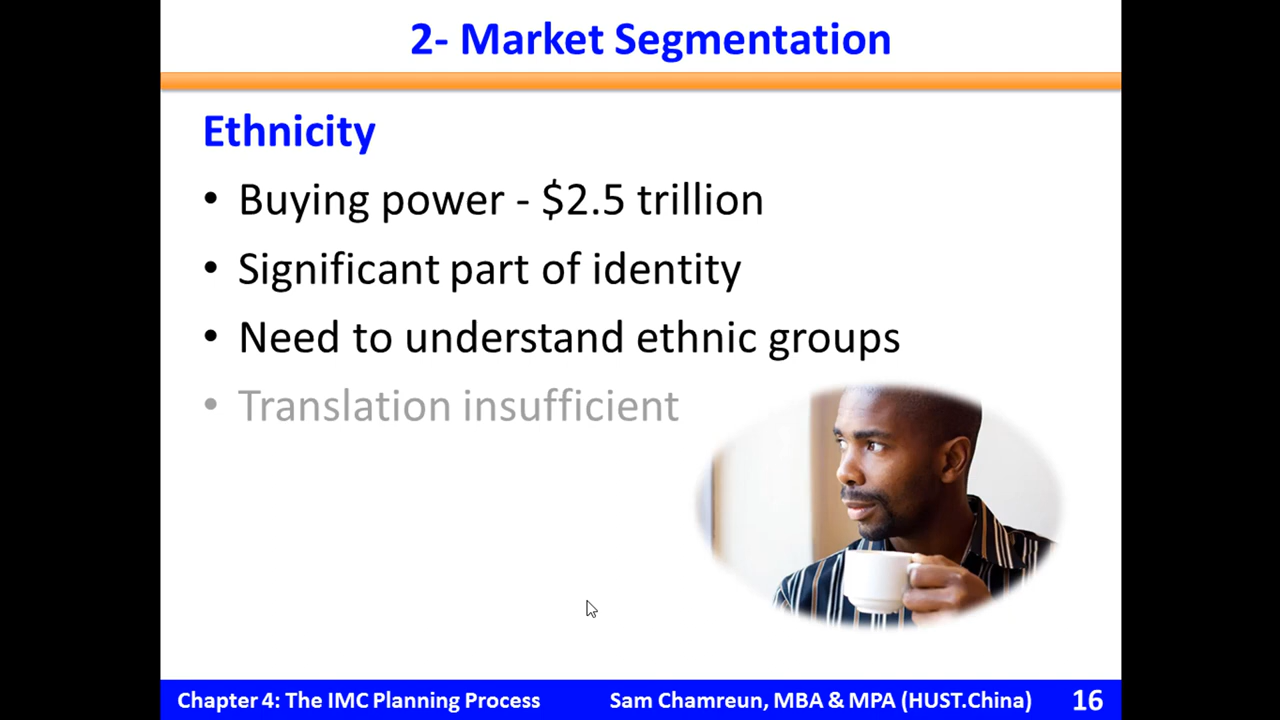 2- Market Segmentation
Ethnicity
• Buying power - $2.5 trillion
• Significant part of identity
• Need to understand ethnic groups
• Translation insufficient
Chapter 4: The IMC Planning Process Sam Chamreun, MBA & MPA (HUST.China) 16